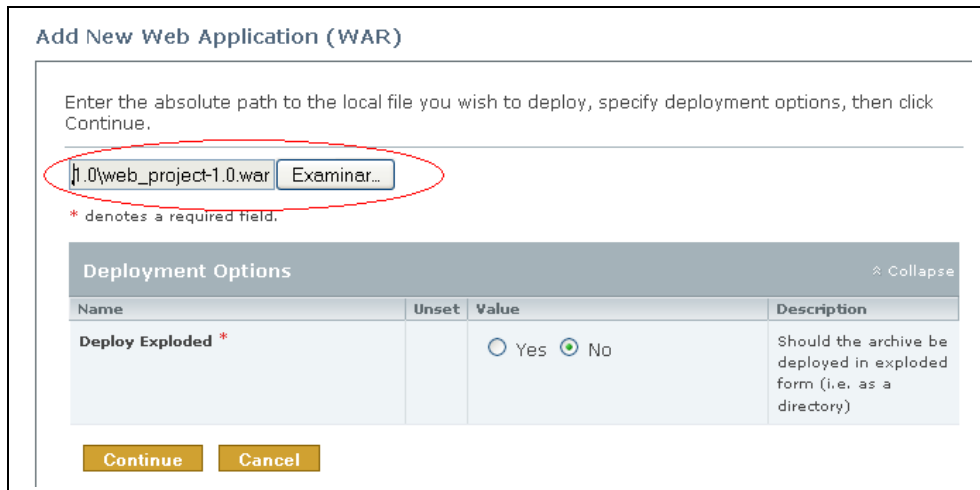 Add New Web Application (WAR)
Enter the absolute path to the local file you wish to deploy, specify deployment options, then click
Continue.
1.0\web_project-1.0.war Examinar...
* denotes a required field.
Deployment Options Collapse
Name Unset Value Description
Deploy Exploded * Yes No Should the archive be
deployed in exploded
form (i.e. as a
directory)
Continue Cancel